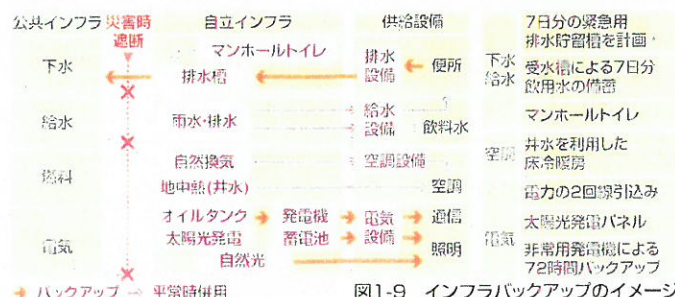 公共インフラ 災害時 自立インフラ 供給設備
遮断
マンホールトイレ
下水 排水槽 排水 便所
設備
給水 雨水・排水 給水 飲料水
設備
燃料 自然換気 空調設備
地中熱(井水) 空調
オイルタンク 発電機 電気 通信
電気 太陽光発電 蓄電池 設備 照明
自然光
バックアップ 平常時併用
7日分の緊急用
排水貯留槽を計画
下水
給水
受水槽による7日分
飲用水の備蓄
マンホールトイレ
空調
井水を利用した
床冷暖房
電力の2回線引込み
太陽光発電パネル
電気
非常用発電機による
72時間バックアップ
図1-9 インフラバックアップのイメージ